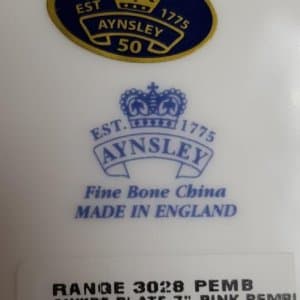 EST 1775
AYNSLEY
50
EST. 1775
AYNSLEY
Fine Bone China
MADE IN ENGLAND
RANGE 3028 PEMB
PLATE 7" PINK